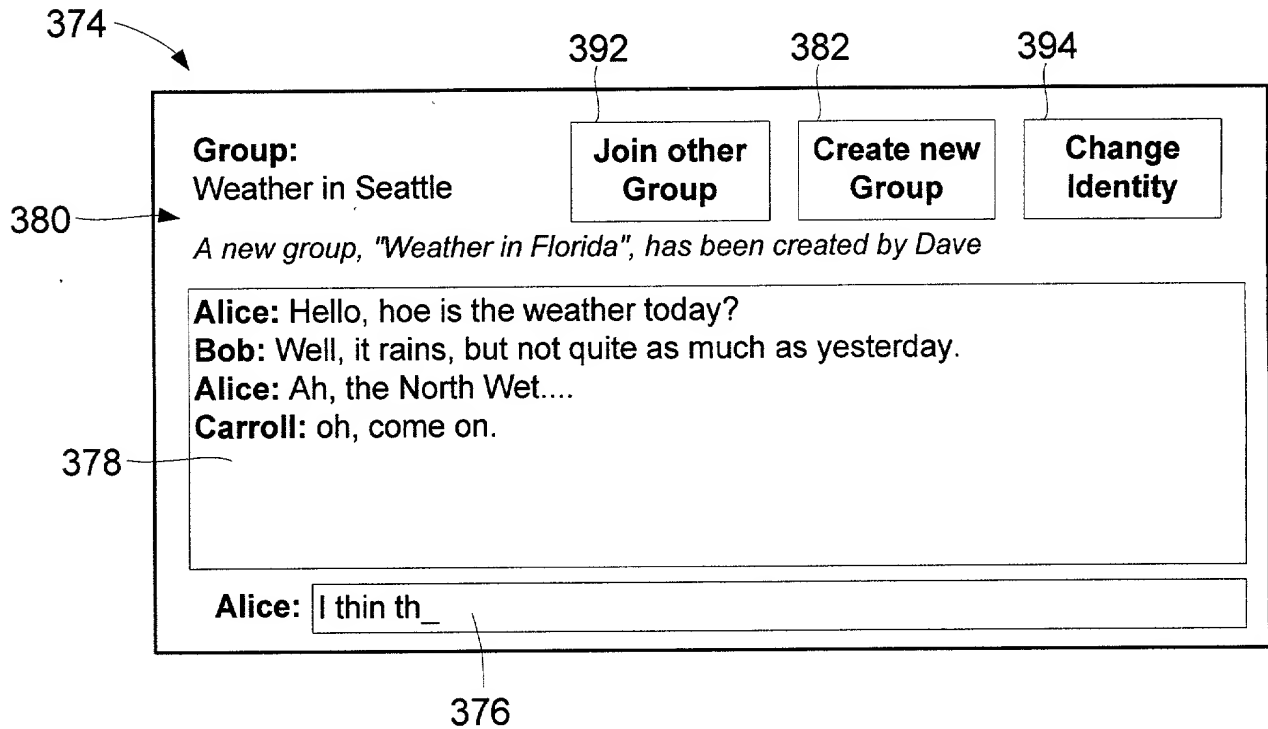 374
392 382 394
Group:
Weather in Seattle
Join other
Group
Create new
Group
Change
Identity
380
A new group, "Weather in Florida", has been created by Dave
Alice: Hello, hoe is the weather today?
Bob: Well, it rains, but not quite as much as yesterday.
Alice: Ah, the North Wet....
Carroll: oh, come on.
378
Alice: I thin th_
376